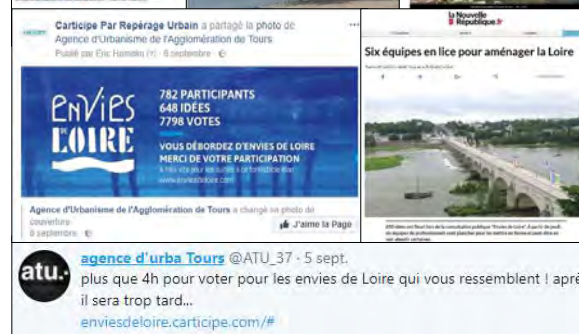 Carticipe Par Repérage Urbain a partagé la photo de
Agence d'Urbanisme de l'Agglomération de Tours.
Publié par Eric Hamelin [?] · 6 septembre
ENVIES
DE
LOIRE
782 PARTICIPANTS
648 IDÉES
7798 VOTES
VOUS DÉBORDEZ D'ENVIES DE LOIRE
MERCI DE VOTRE PARTICIPATION
www.enviesdeloire.com
Agence d'Urbanisme de l'Agglomération de Tours a changé sa photo de
couverture.
6 septembre
J'aime la Page
la Nouvelle
République.fr
Six équipes en lice pour aménager la Loire
atu.
agence d'urba Tours @ATU_37 · 5 sept.
plus que 4h pour voter pour les envies de Loire qui vous ressemblent ! aprè
il sera trop tard...
enviesdeloire.carticipe.com/#